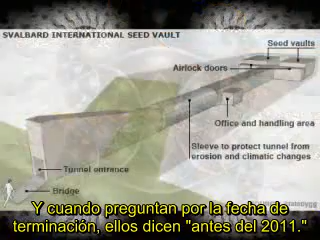 SVALBARD INTERNATIONAL SEED VAULT
Seed vaults
Airlock doors
Office and handling area
Sleeve to protect tunnel from
erosion and climatic changes
Tunnel entrance
Bridge
Y cuando preguntan por la fecha de
terminación, ellos dicen "antes del 2011."